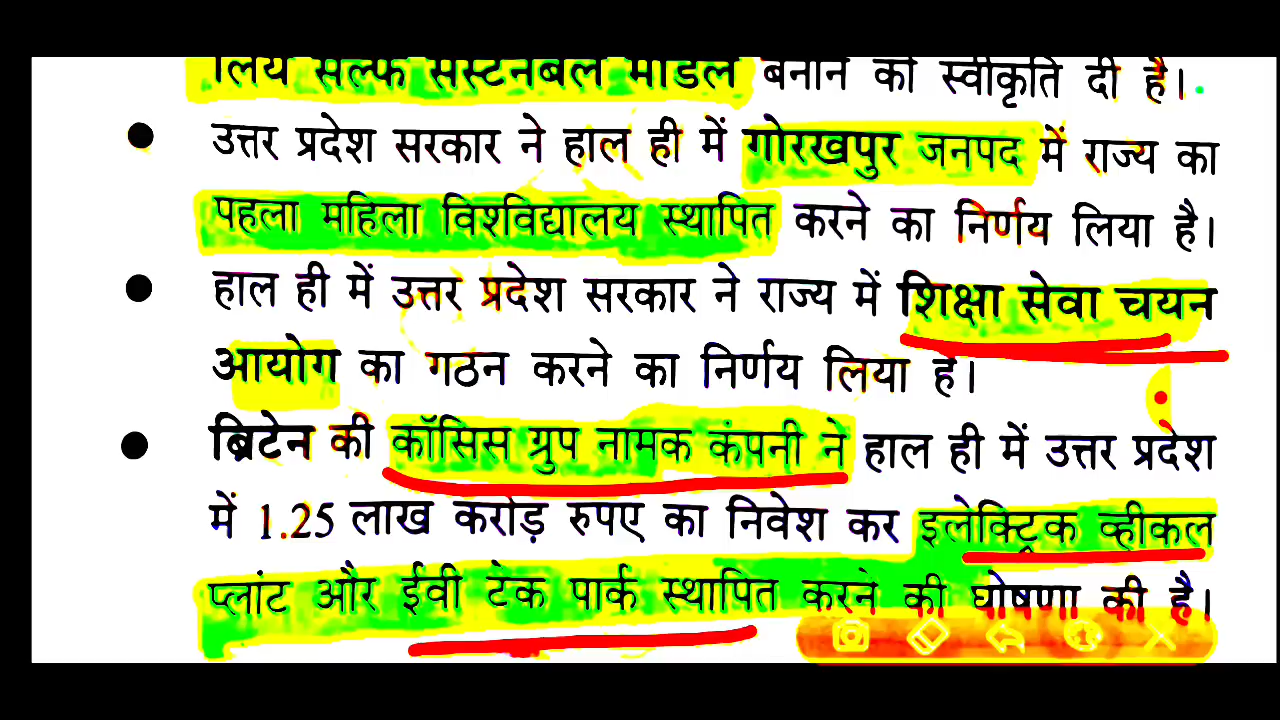 लिये सेल्फ सस्टेनेबल मॉडल बनाने को स्वीकृति दी है।
उत्तर प्रदेश सरकार ने हाल ही में गोरखपुर जनपद में राज्य का
पहला महिला विश्वविद्यालय स्थापित करने का निर्णय लिया है।
हाल ही में उत्तर प्रदेश सरकार ने राज्य में शिक्षा सेवा चयन
आयोग का गठन करने का निर्णय लिया है।
ब्रिटेन की कॉसिस ग्रुप नामक कंपनी ने हाल ही में उत्तर प्रदेश
में 1.25 लाख करोड़ रुपए का निवेश कर इलेक्ट्रिक व्हीकल
प्लांट और ईवी टेक पार्क स्थापित करने की घोषणा की है।